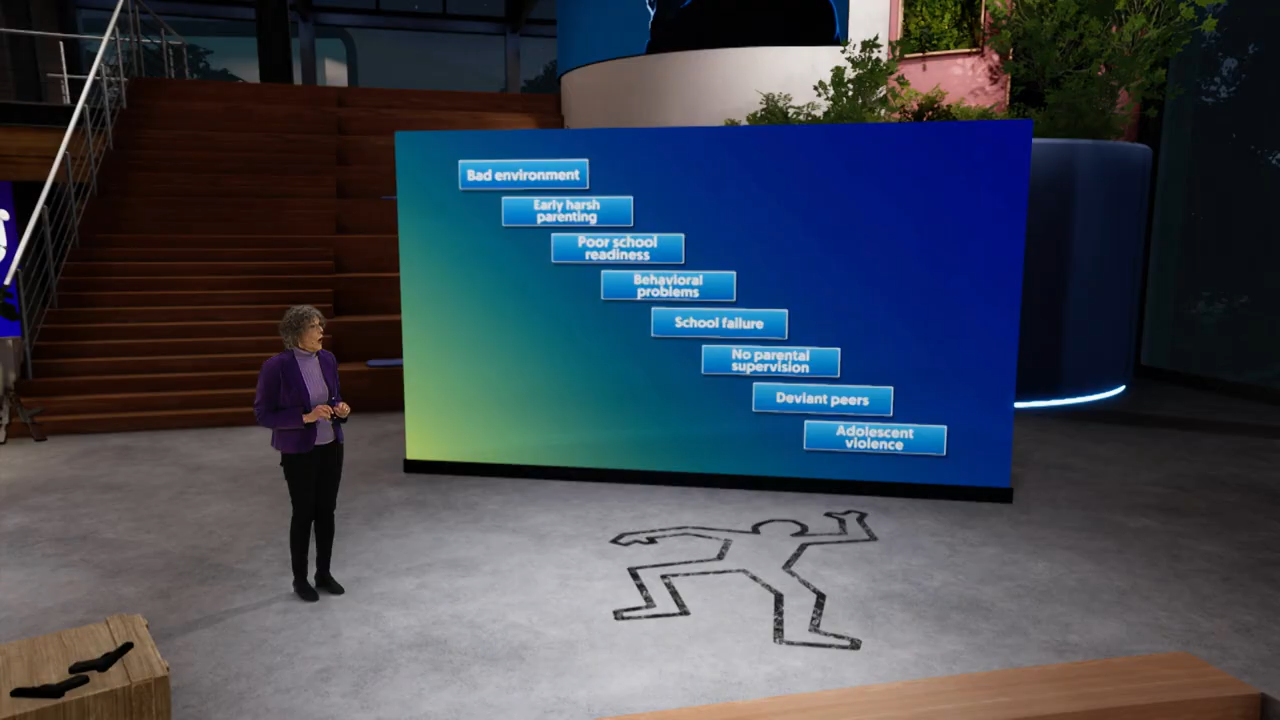 Bad environment
Early harsh
parenting
Poor school
readiness
Behavioral
problems
School failure
No parental
supervision
Deviant peers
Adolescent
violence